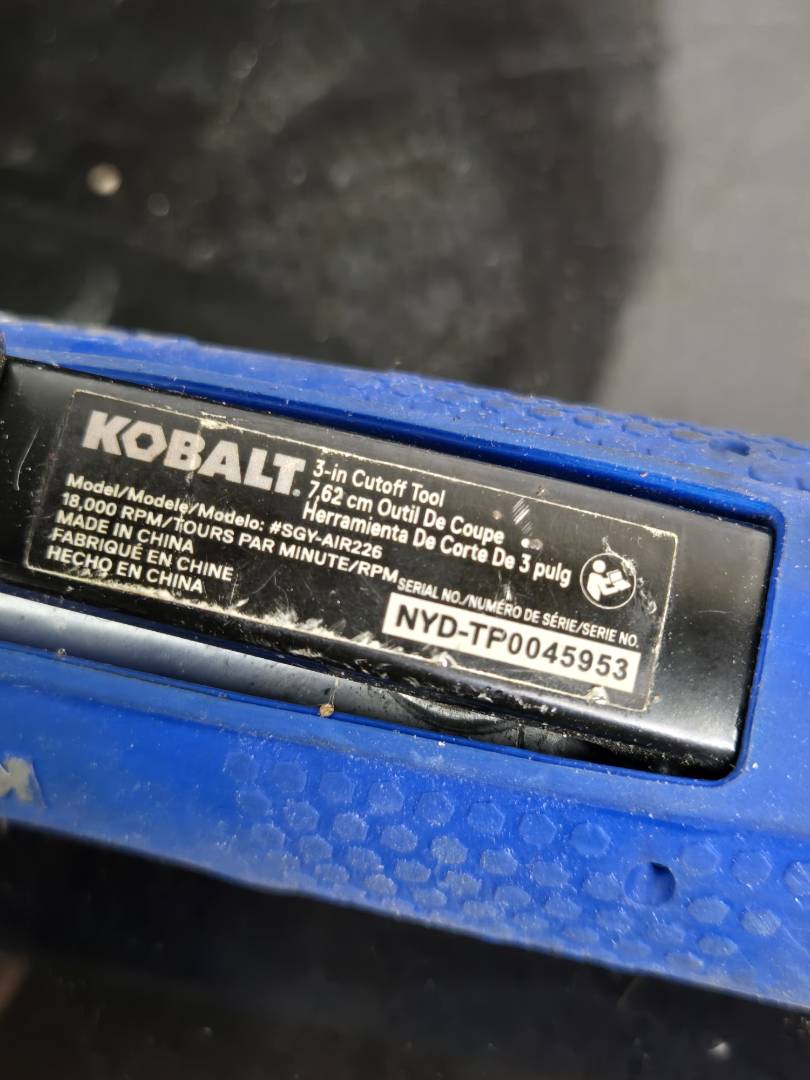 KOBALT®
3-in Cutoff Tool
7,62 cm Outil De Coupe
Herramienta De Corte De 3 pulg
Model/Modele/Modelo: #SGY-AIR226
18,000 RPM/TOURS PAR MINUTE/RPM
MADE IN CHINA
FABRIQUÉ EN CHINE
HECHO EN CHINA
SERIAL NO./NUMÉRO DE SÉRIE/SERIE NO.
NYD-TP0045953